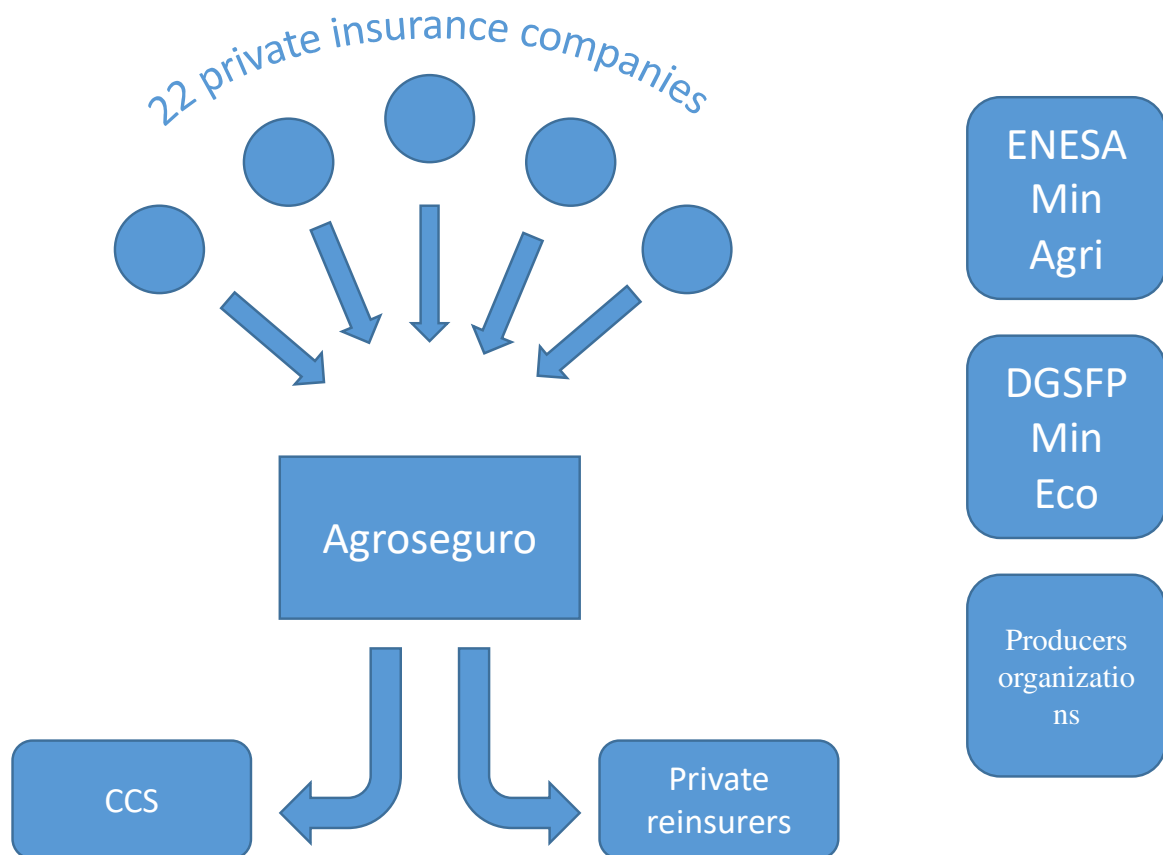 22 private insurance companies
ENESA
Min
Agri
DGSFP
Min
Eco
Agroseguro
Producers
organizatio
ns
CCS
Private
reinsurers